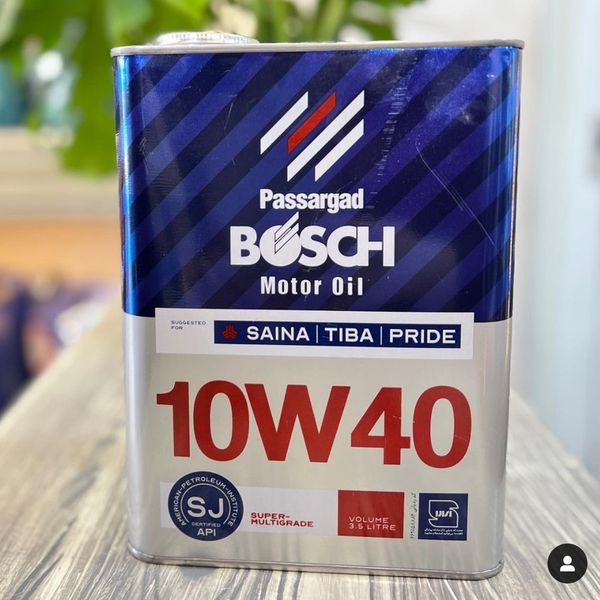 Passargad
BOSCH
Motor Oil
SUGGESTED
FOR
SAINA | TIBA | PRIDE
10W40
AMERICAN-PETROLEUM-INSTITUTE
SJ
CERTIFIED
API
SUPER-
MULTIGRADE
VOLUME
3.5 LITRE